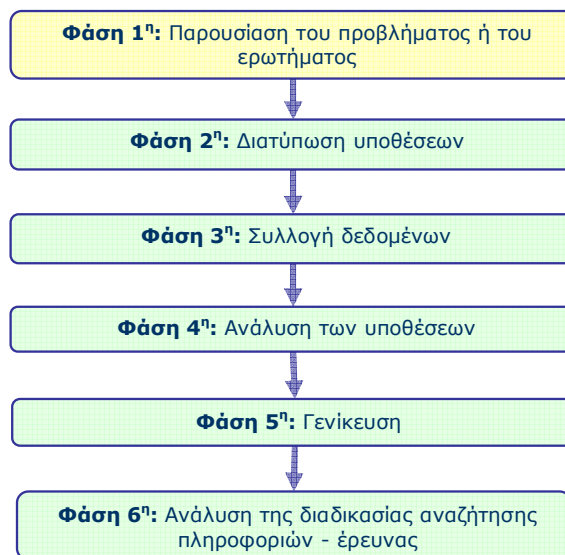 Φάση 1η: Παρουσίαση του προβλήματος ή του
ερωτήματος
Φάση 2η: Διατύπωση υποθέσεων
Φάση 3η: Συλλογή δεδομένων
Φάση 4η: Ανάλυση των υποθέσεων
Φάση 5η: Γενίκευση
Φάση 6η: Ανάλυση της διαδικασίας αναζήτησης
πληροφοριών - έρευνας